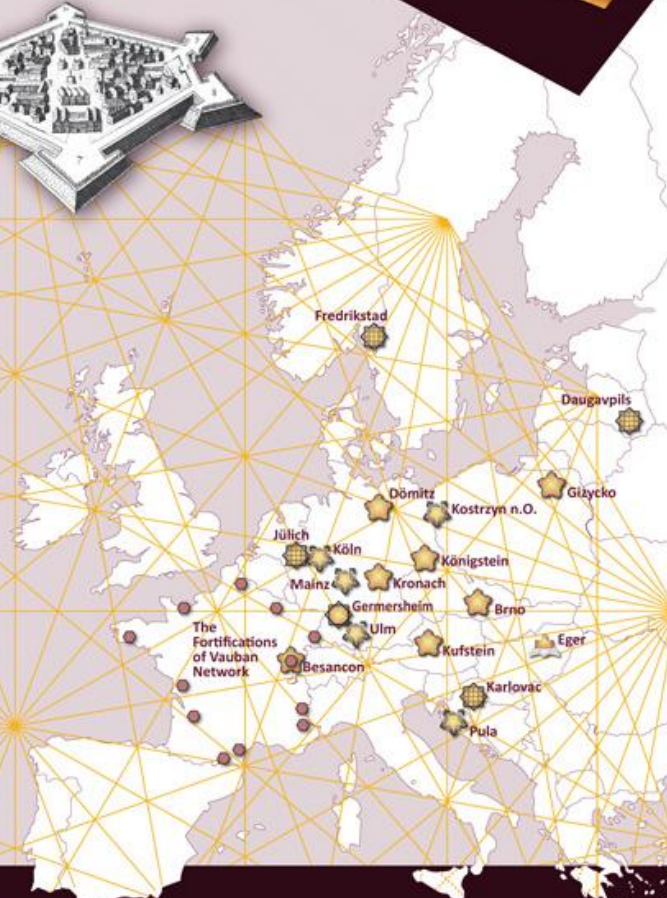 Fredrikstad
Daugavpils
Giżycko
Dömitz
Kostrzyn n.O.
Jülich
Köln
Königstein
Mainz
Kronach
Germersheim
Brno
Ulm
The
Fortifications
of Vauban
Network
Kufstein
Eger
Besancon
Karlovac
Pula